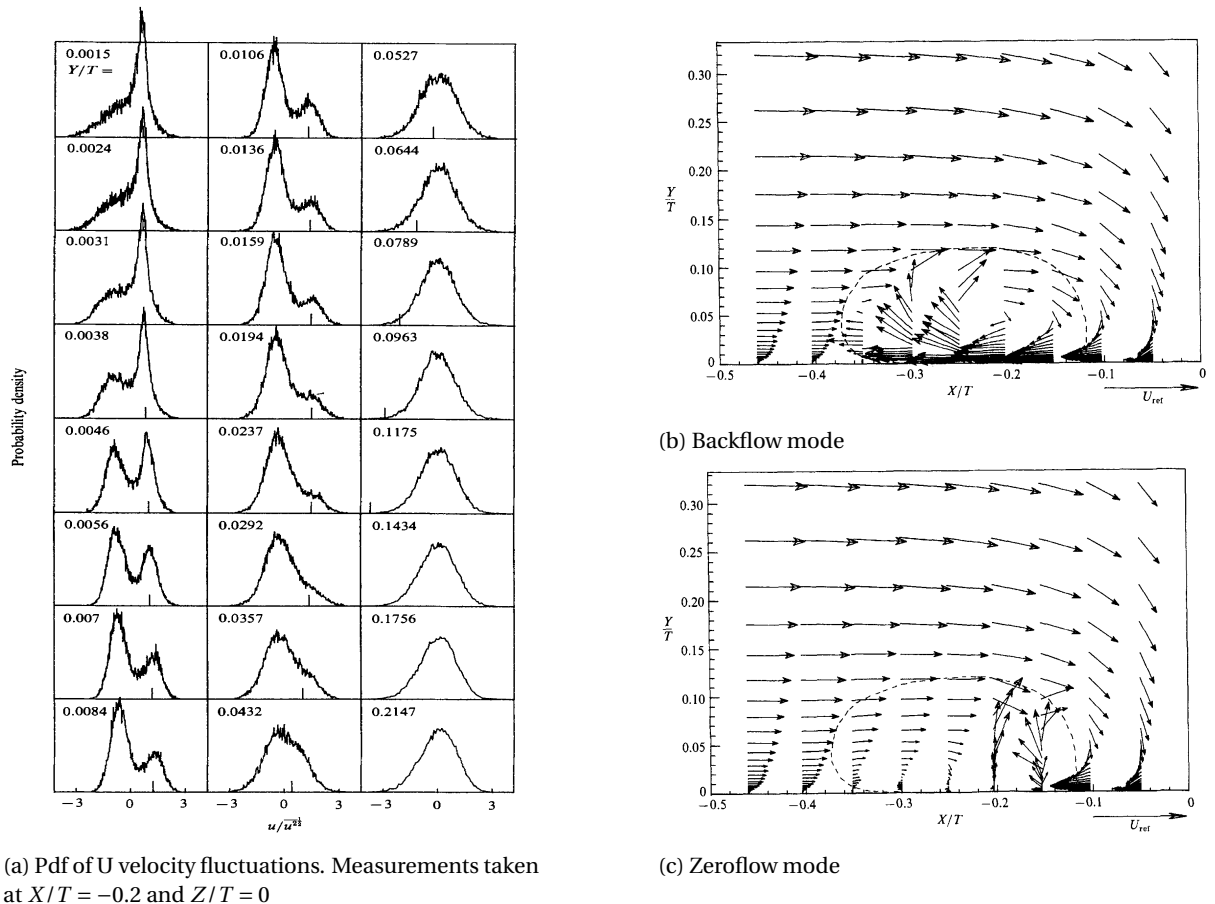 0.0015
Y/T =
0.0106
0.0527
0.0024
0.0136
0.0644
0.0031
0.0159
0.0789
0.0038
0.0194
0.0963
0.0046
0.0237
0.1175
0.0056
0.0292
0.1434
0.007
0.0357
0.1756
0.0084
0.0432
0.2147
Probability density
−3 0 3 −3 0 3 −3 0 3
(a) Pdf of U velocity fluctuations. Measurements taken
at X/T = −0.2 and Z/T = 0
0.30
0.25
0.20
Y/T
0.15
0.10
0.05
0
−0.5 −0.4 −0.3 −0.2 −0.1 0
X/T
U_ref
(b) Backflow mode
0.30
0.25
0.20
Y/T
0.15
0.10
0.05
0
−0.5 −0.4 −0.3 −0.2 −0.1 0
X/T
U_ref
(c) Zeroflow mode